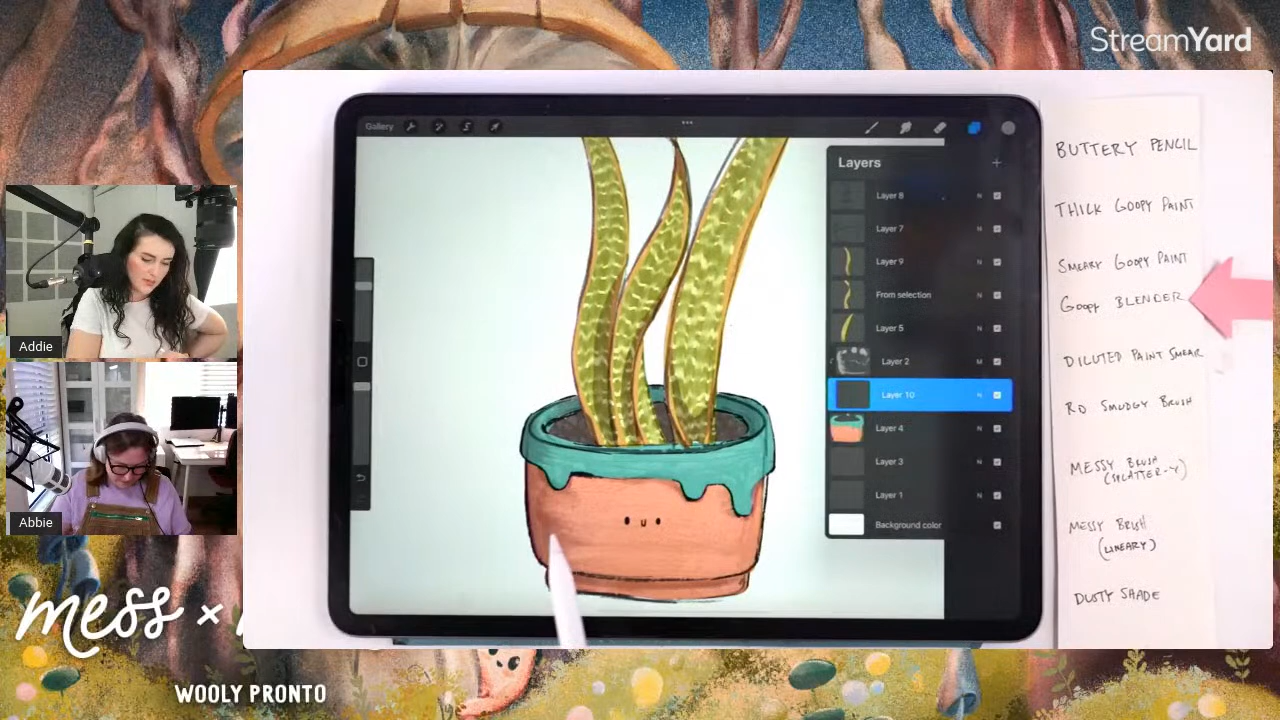 StreamYard
Gallery
Layers
Layer 8
N
Layer 7
N
Layer 9
N
From selection
N
Layer 5
N
Layer 2
M
Layer 10
N
Layer 4
N
Layer 3
N
Layer 1
N
Background color
BUTTERY PENCIL
THICK GOOPY PAINT
SMEARY GOOPY PAINT
GOOPY BLENDER
DILUTED PAINT SMEAR
RD SMUDGY BRUSH
MESSY BRUSH
(SPLATTER-Y)
MESSY BRUSH
(LINEARY)
DUSTY SHADE
Addie
Abbie
mess ×
WOOLY PRONTO